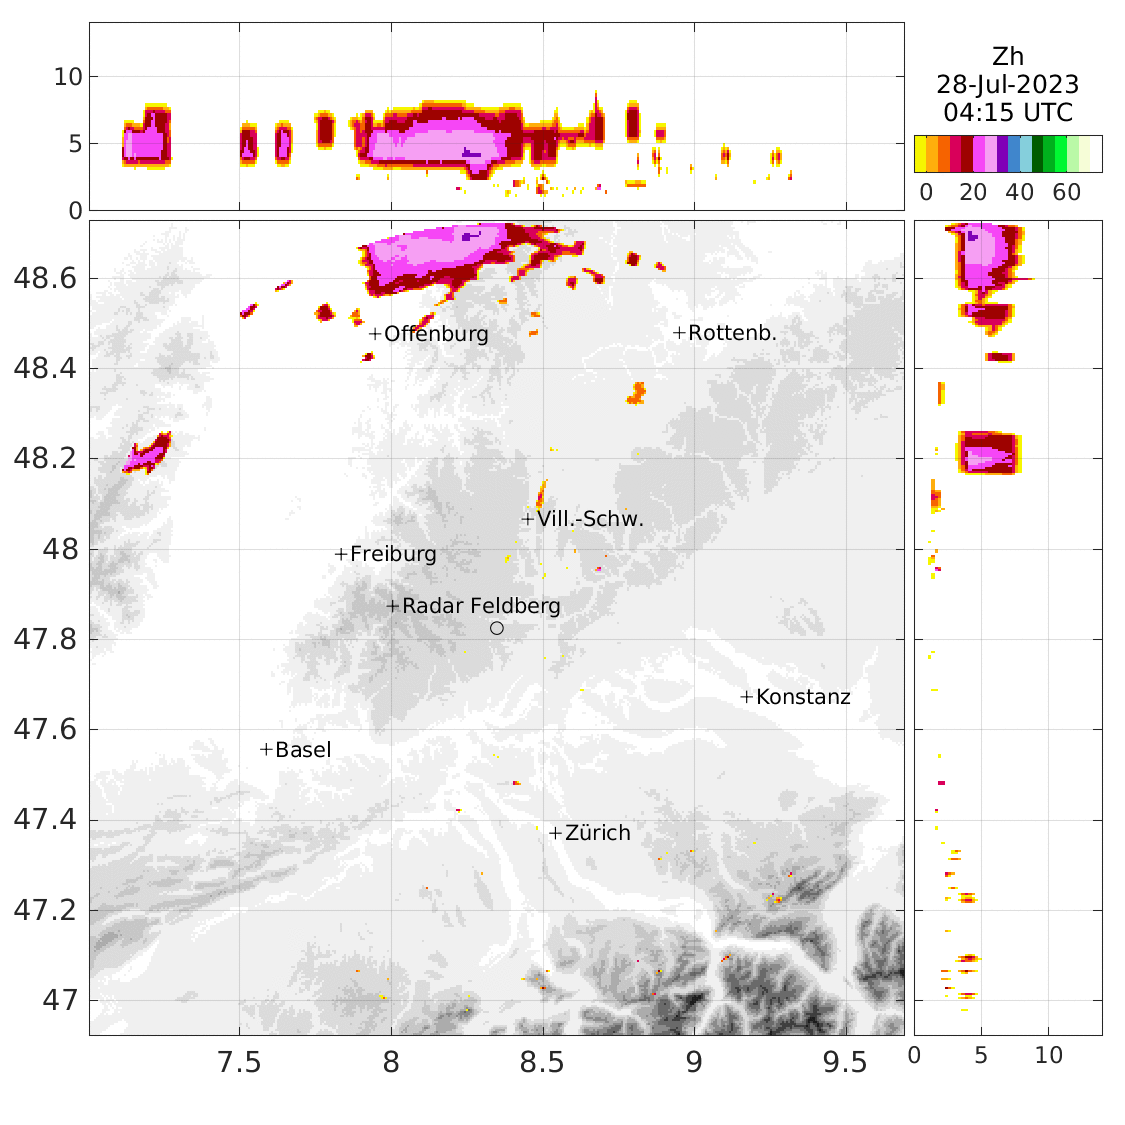 10
5
0
Zh
28-Jul-2023
04:15 UTC
0 20 40 60
48.6
48.4
48.2
48
47.8
47.6
47.4
47.2
47
Offenburg
Rottenb.
Vill.-Schw.
Freiburg
Radar Feldberg
Konstanz
Basel
Zürich
7.5 8 8.5 9 9.5
0 5 10